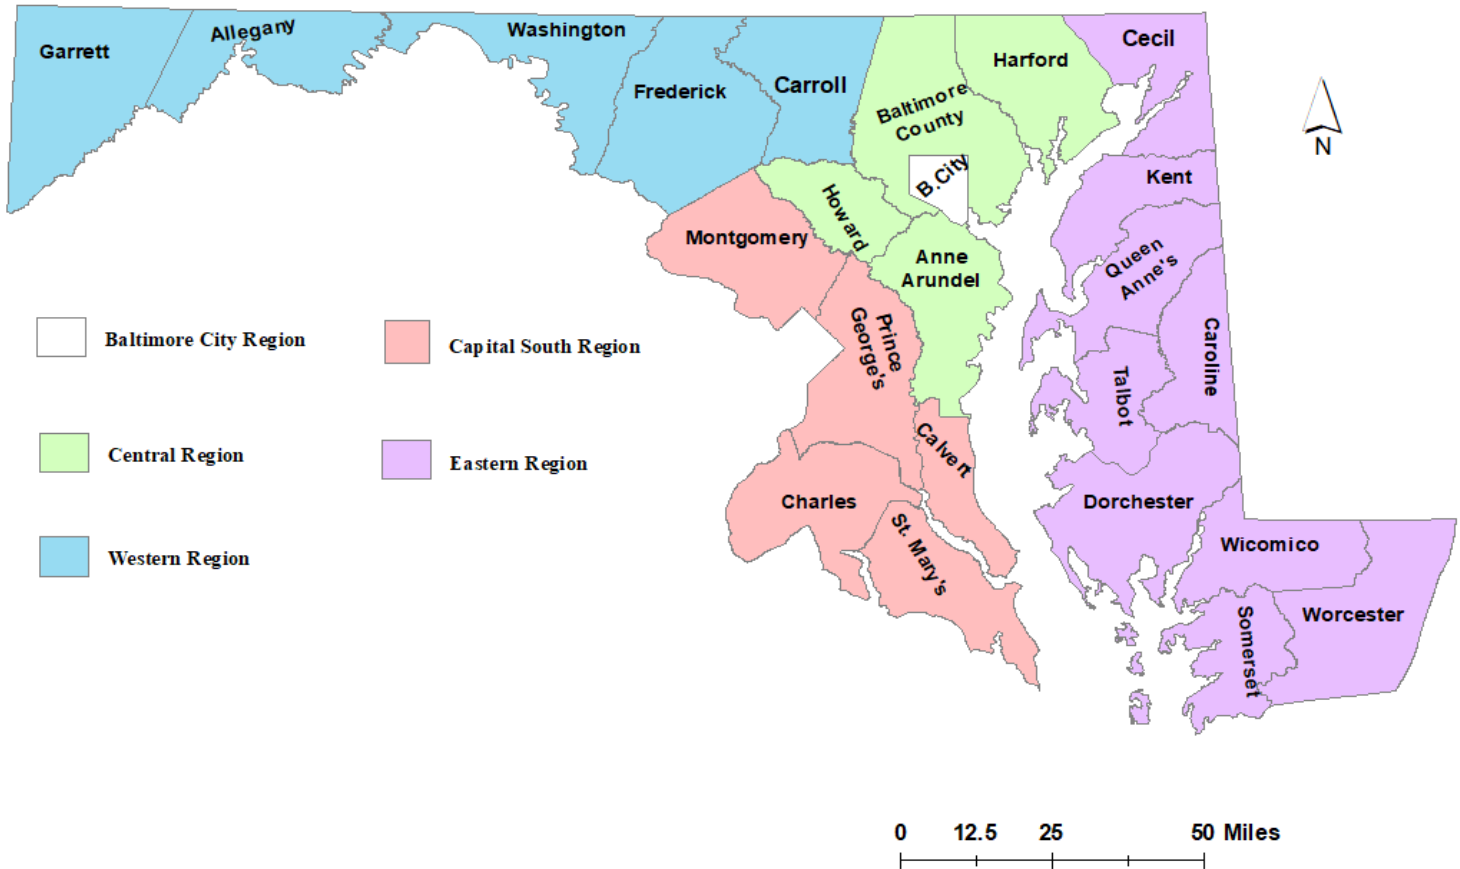 Garrett
Allegany
Washington
Frederick
Carroll
Baltimore
County
Harford
Cecil
B.City
Howard
Kent
Montgomery
Anne
Arundel
Queen
Anne's
Prince
George's
Caroline
Talbot
Calvert
Charles
St. Mary's
Dorchester
Wicomico
Somerset
Worcester
N
Baltimore City Region
Capital South Region
Central Region
Eastern Region
Western Region
0 12.5 25 50 Miles